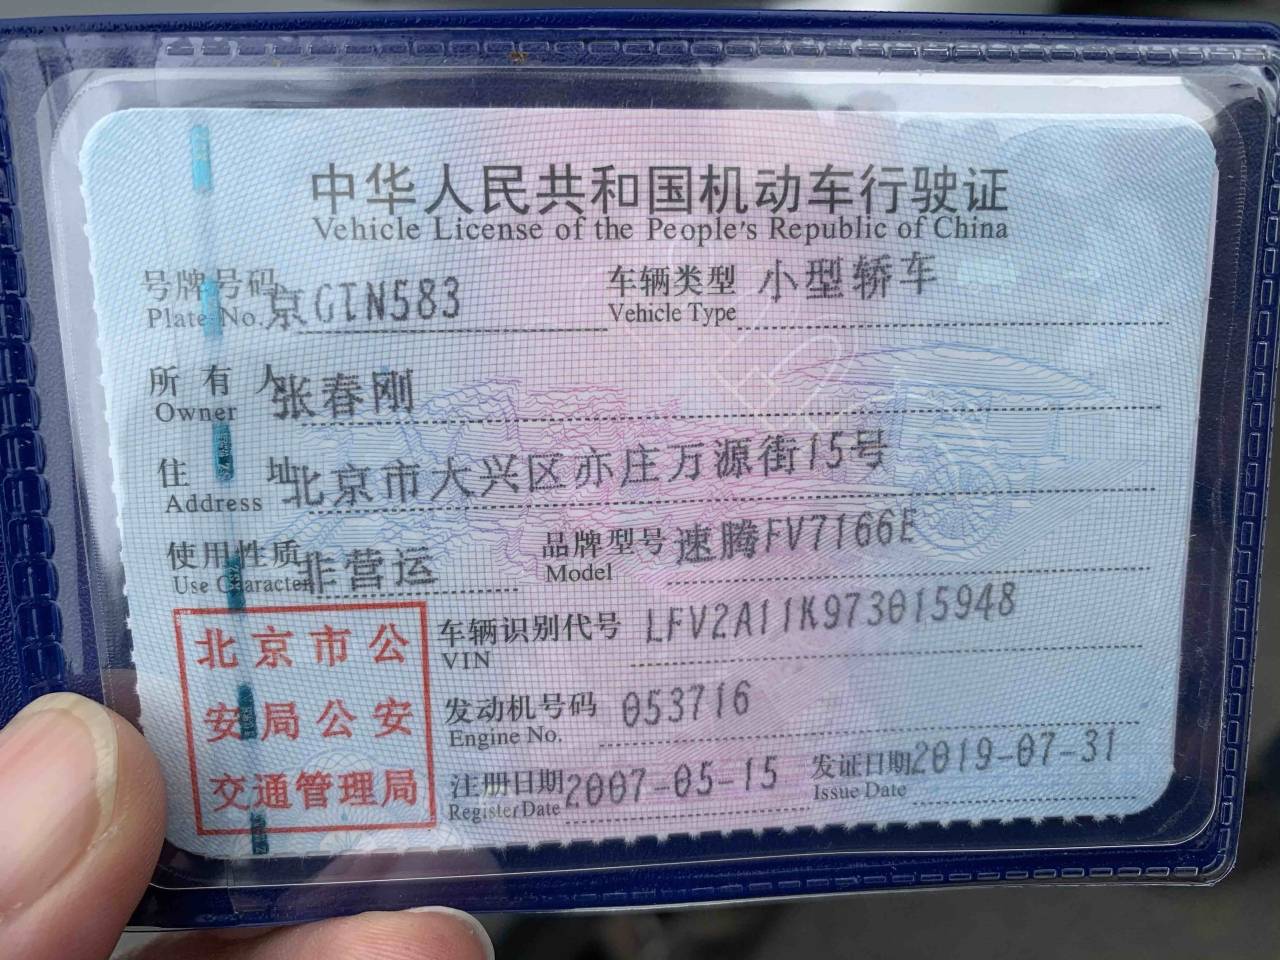 中华人民共和国机动车行驶证
Vehicle License of the People's Republic of China
号牌号码 京GTN583 车辆类型 小型轿车
Plate No. Vehicle Type
所有人 张春刚
Owner
住址 北京市大兴区亦庄万源街15号
Address
使用性质 非营运 品牌型号 速腾FV7166E
Use Character Model
北京市公
安局公安
交通管理局
车辆识别代号 LFV2A11K973015948
VIN
发动机号码 053716
Engine No.
注册日期 2007-05-15 发证日期 2019-07-31
Register Date Issue Date